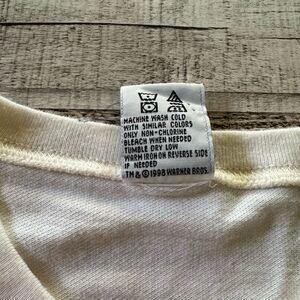 MACHINE WASH COLD
WITH SIMILAR COLORS
ONLY NON-CHLORINE
BLEACH WHEN NEEDED
TUMBLE DRY LOW
WARM IRON ON REVERSE SIDE
IF NEEDED
TM & © 1998 WARNER BROS.